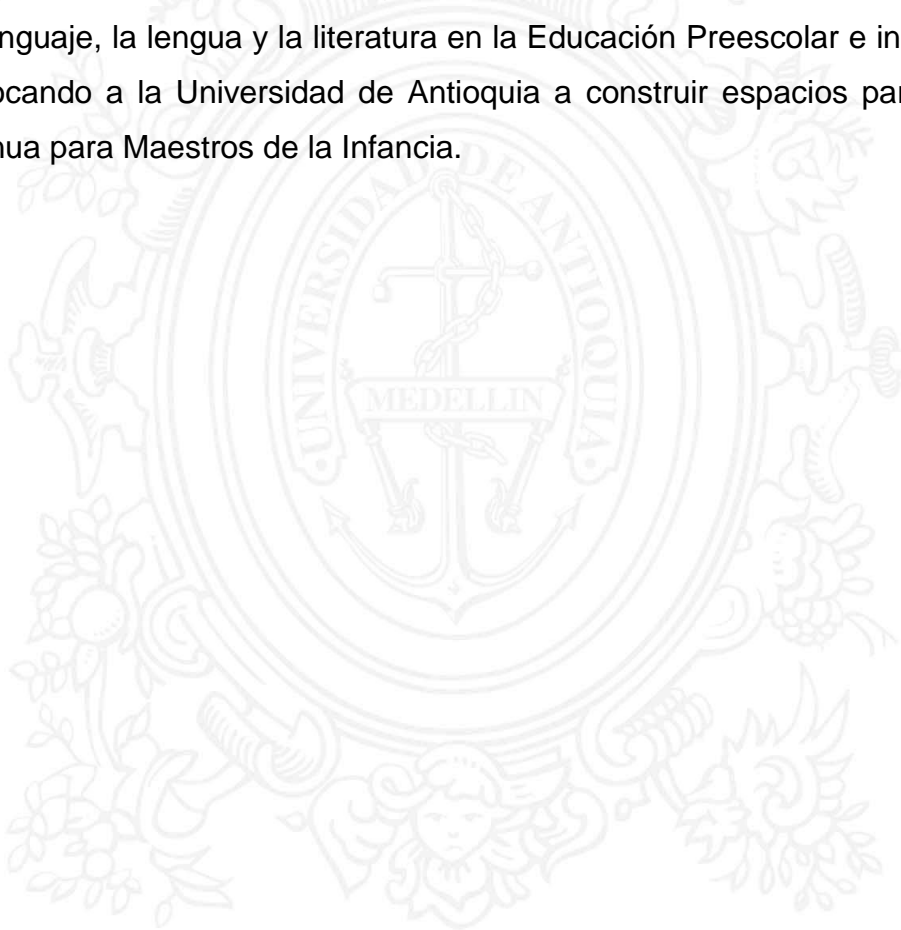 nguaje, la lengua y la literatura en la Educación Preescolar e in
ocando a la Universidad de Antioquia a construir espacios par
nua para Maestros de la Infancia.
UNIVERSIDAD DE ANTIOQUIA
MEDELLIN